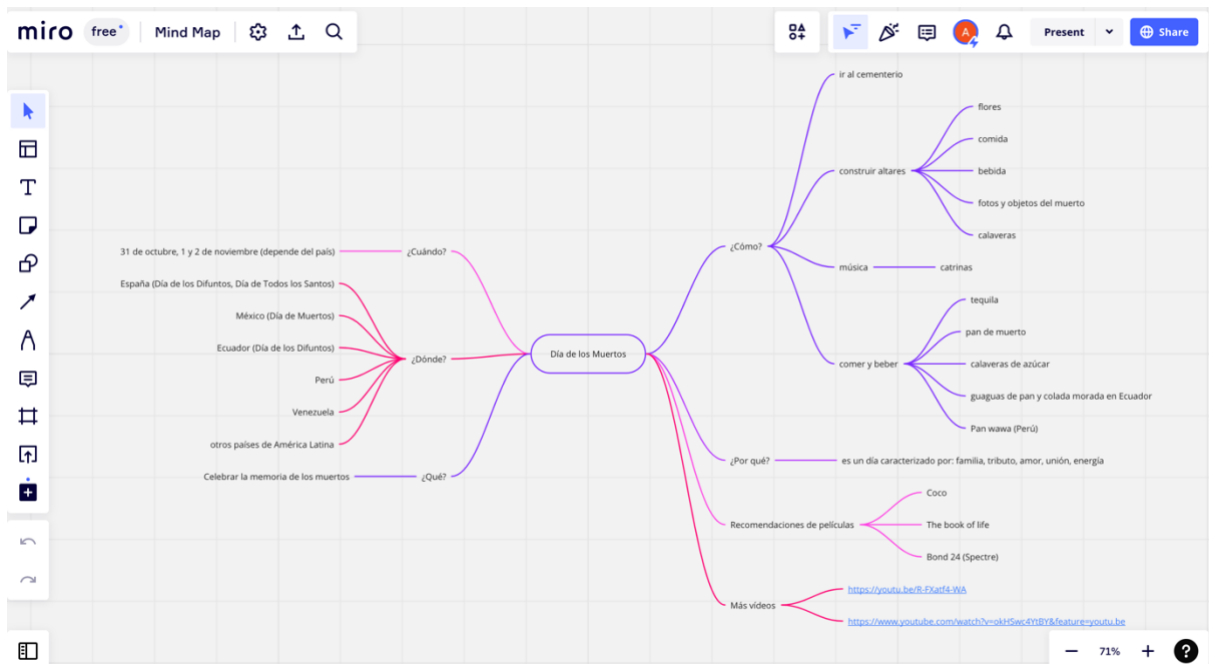 miro free Mind Map Present Share
A
ir al cementerio
flores
comida
construir altares
bebida
fotos y objetos del muerto
calaveras
¿Cómo?
música
catrinas
tequila
pan de muerto
comer y beber
calaveras de azúcar
guaguas de pan y colada morada en Ecuador
Pan wawa (Perú)
31 de octubre, 1 y 2 de noviembre (depende del país)
¿Cuándo?
España (Día de los Difuntos, Día de Todos los Santos)
México (Día de Muertos)
Ecuador (Día de los Difuntos)
¿Dónde?
Perú
Venezuela
otros países de América Latina
Celebrar la memoria de los muertos
¿Qué?
Día de los Muertos
¿Por qué?
es un día caracterizado por: familia, tributo, amor, unión, energía
Recomendaciones de películas
Coco
The book of life
Bond 24 (Spectre)
Más vídeos
https://youtu.be/R-FXatf4-WA
https://www.youtube.com/watch?v=okHSwc4YtBY&feature=youtu.be
71%